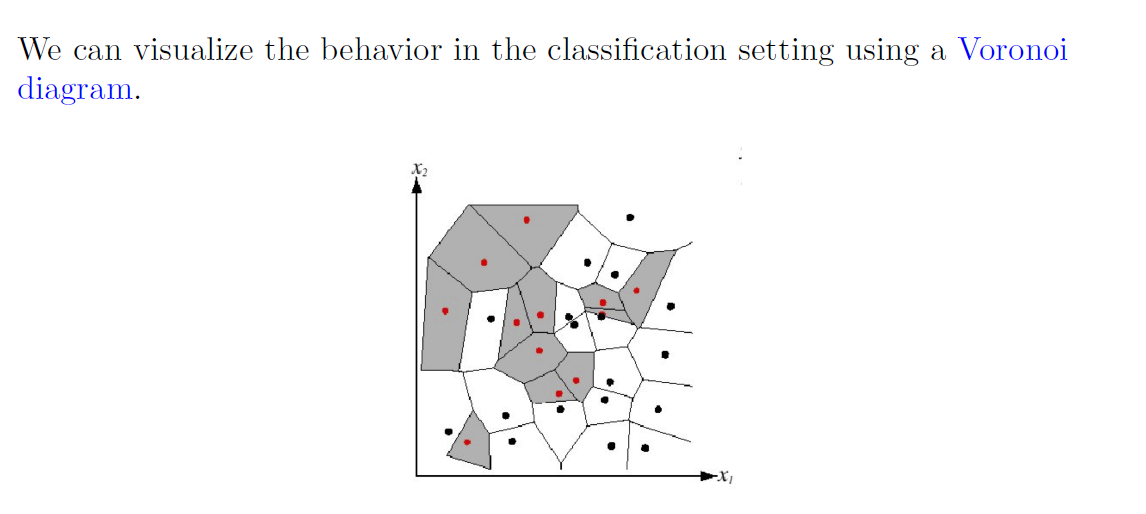 We can visualize the behavior in the classification setting using a Voronoi
diagram.
x₂
x₁